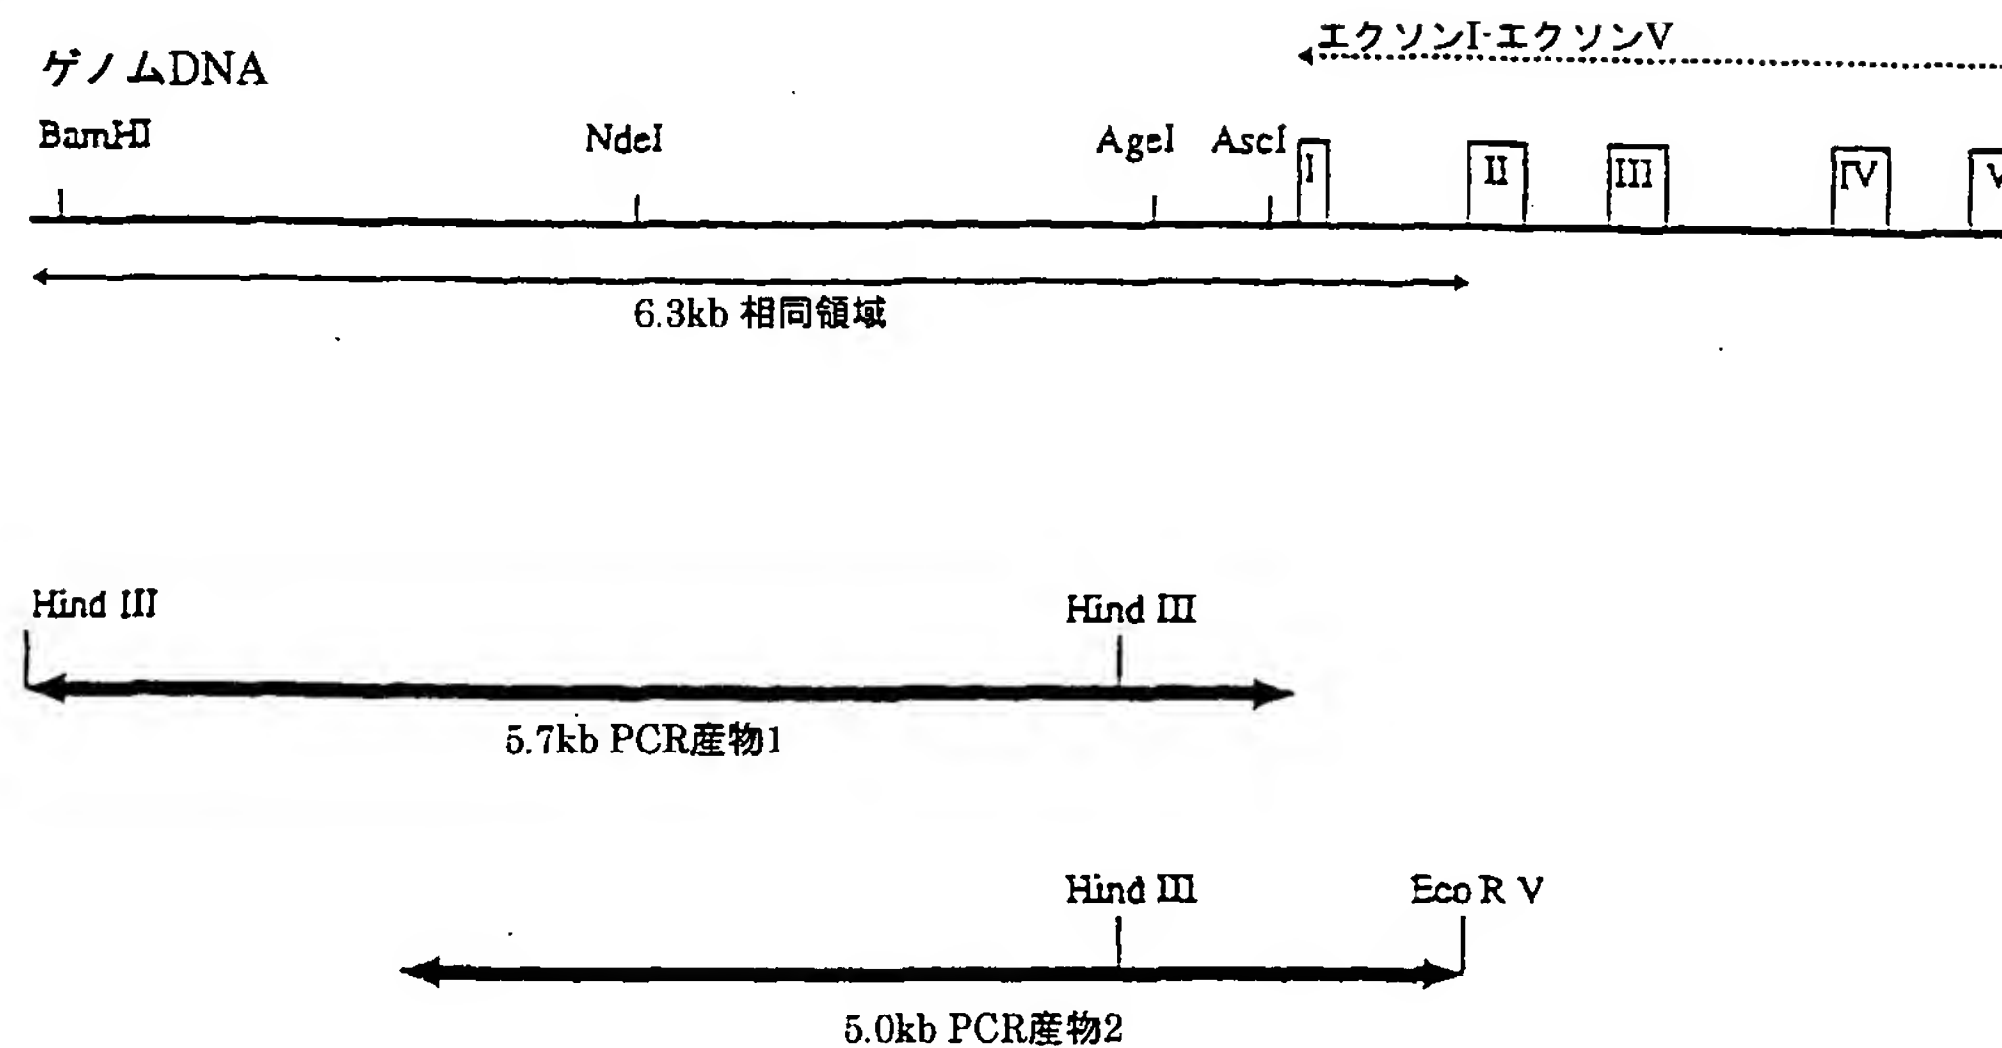 エクソンI-エクソンV
ゲノムDNA
BamHI NdeI AgeI AscI
I II III IV V
6.3kb 相同領域
Hind III Hind III
5.7kb PCR産物1
Hind III Eco R V
5.0kb PCR産物2